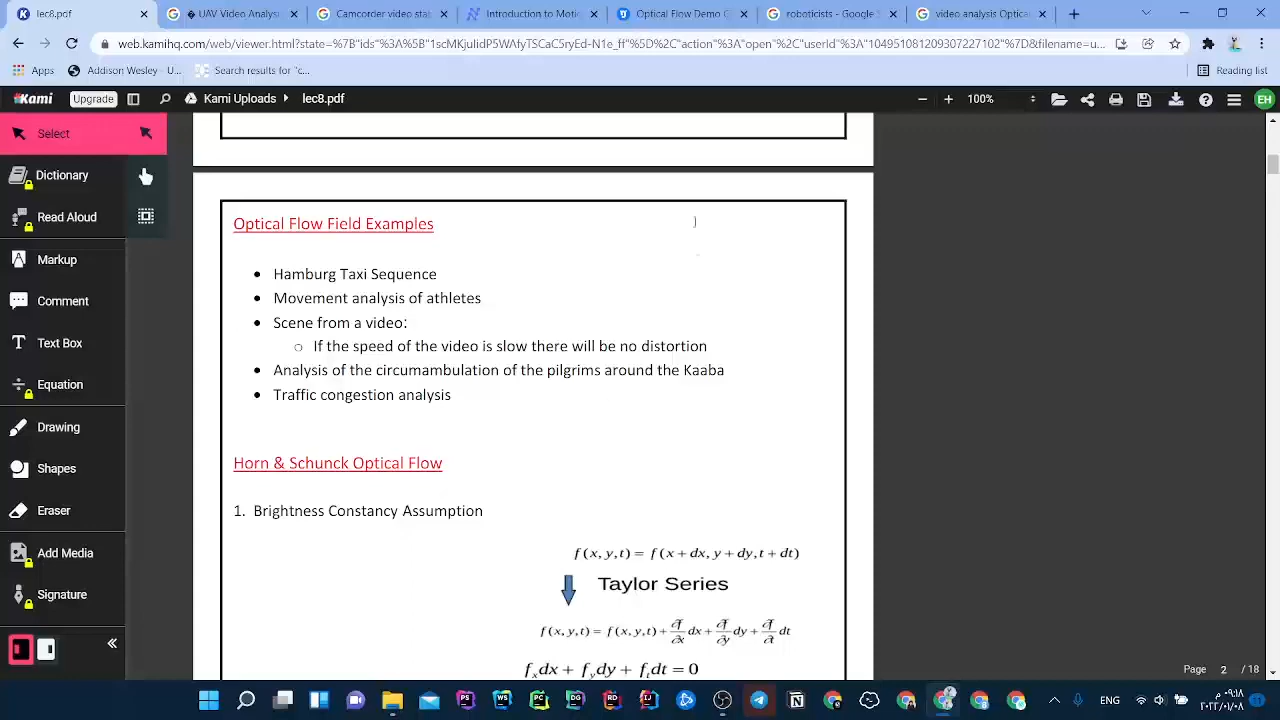 lec8.pdf
UAV Video Analysi
Camcorder video sta
Introduction to Motio
Optical Flow Demo C
roboticists - Google S
video analysis Optica
web.kamihq.com/web/viewer.html?state=%7B"ids"%3A%5B"1scMKjulidP5WAfyTSCaC5ryEd-N1e_ff"%5D%2C"action"%3A"open"%2C"userId"%3A"104951081209307227102"%7D&filename=u...
Apps
Addison Wesley - U...
Search results for "c...
Reading list
Kami
Upgrade
Kami Uploads
lec8.pdf
100%
EH
Select
Dictionary
Read Aloud
Markup
Comment
Text Box
Equation
Drawing
Shapes
Eraser
Add Media
Signature
Optical Flow Field Examples
• Hamburg Taxi Sequence
• Movement analysis of athletes
• Scene from a video:
○ If the speed of the video is slow there will be no distortion
• Analysis of the circumambulation of the pilgrims around the Kaaba
• Traffic congestion analysis
Horn & Schunck Optical Flow
1. Brightness Constancy Assumption
f(x, y, t) = f(x + dx, y + dy, t + dt)
Taylor Series
f(x, y, t) = f(x, y, t) + ∂f/∂x dx + ∂f/∂y dy + ∂f/∂t dt
fₓdx + f_y dy + fₜdt = 0
Page 2 / 18
ENG